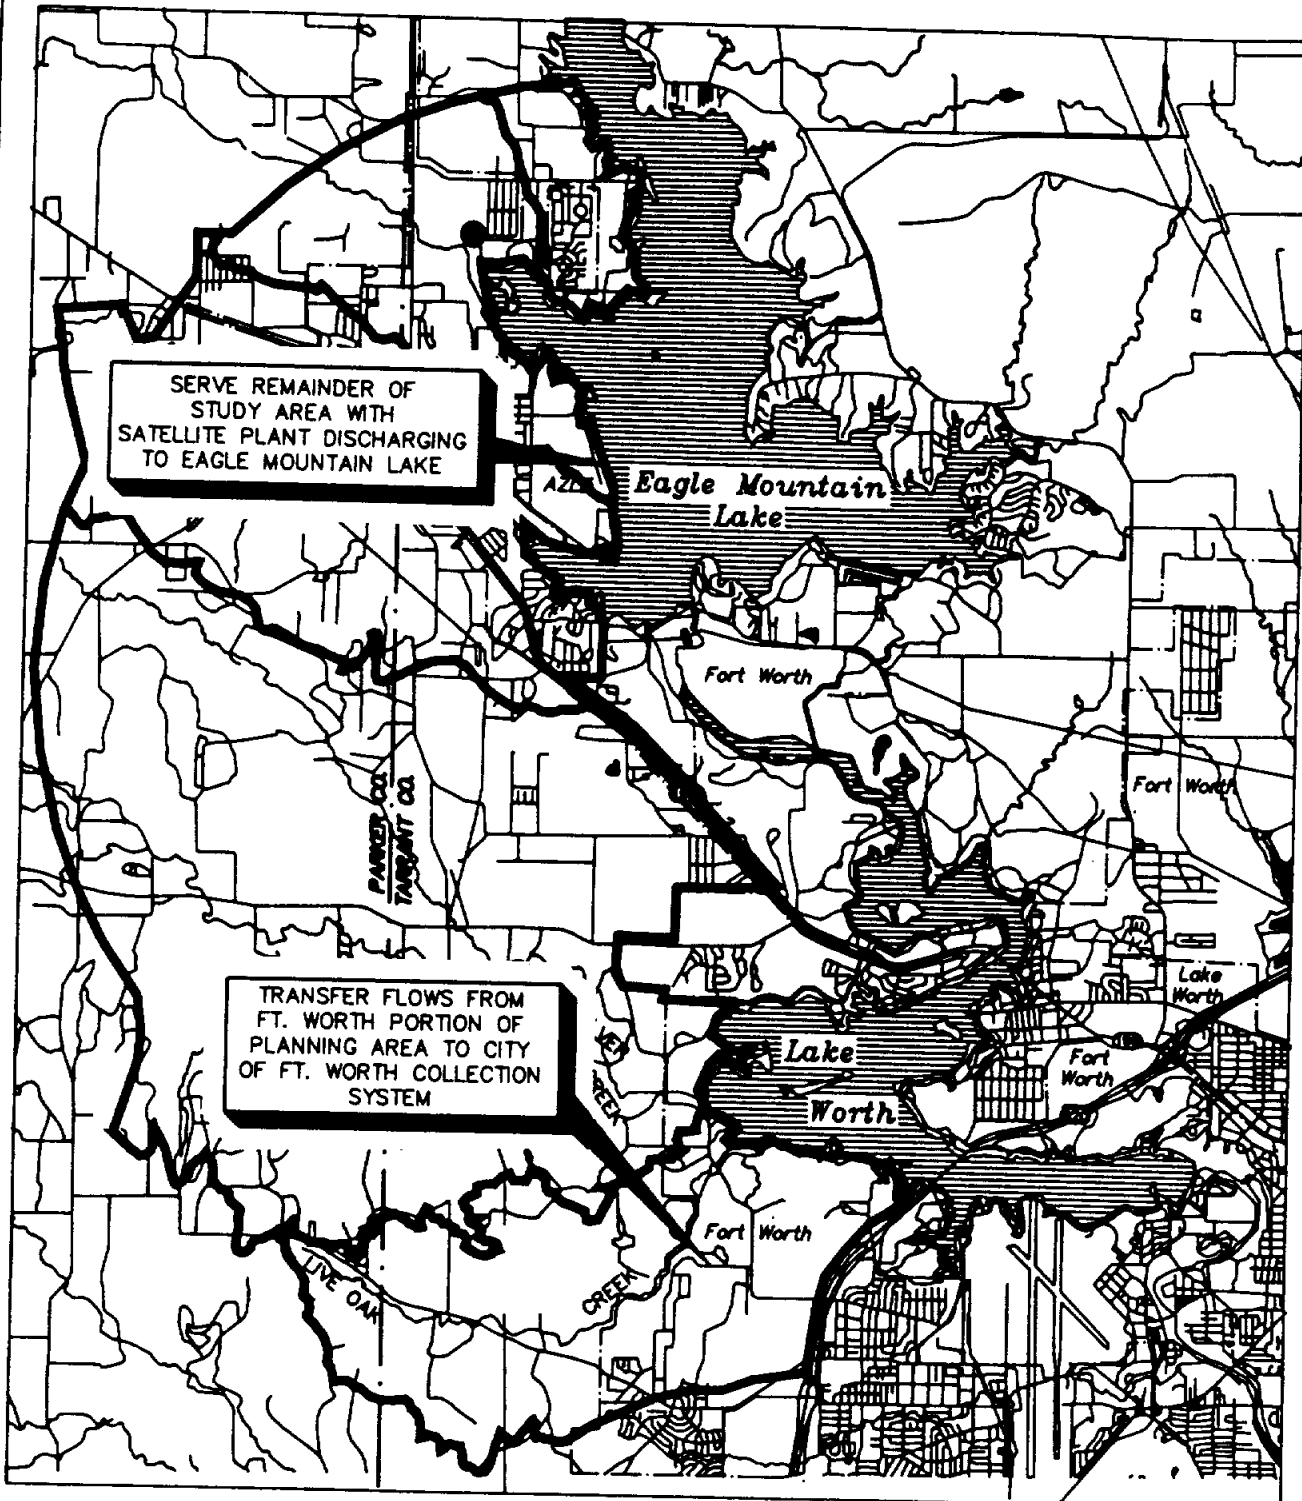 SERVE REMAINDER OF
STUDY AREA WITH
SATELLITE PLANT DISCHARGING
TO EAGLE MOUNTAIN LAKE
Eagle Mountain
Lake
Fort Worth
PARKER CO.
TARRANT CO.
Fort Worth
Lake
Worth
TRANSFER FLOWS FROM
FT. WORTH PORTION OF
PLANNING AREA TO CITY
OF FT. WORTH COLLECTION
SYSTEM
Lake
Worth
Fort
Worth
Fort Worth
LIVE OAK
CREEK